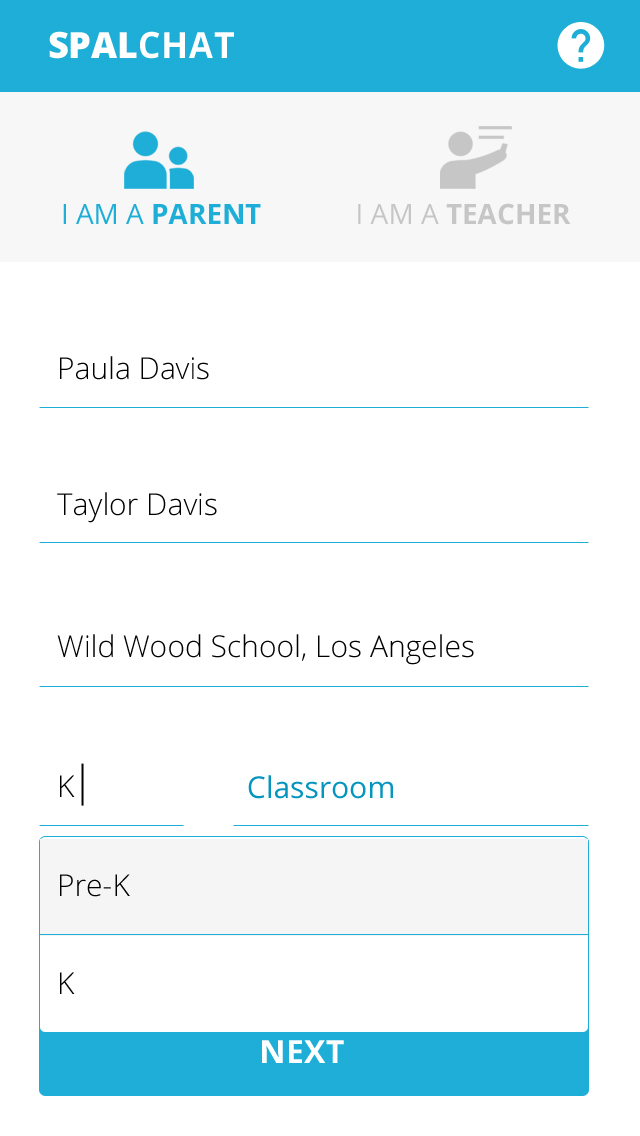 SPALCHAT
?
I AM A PARENT
I AM A TEACHER
Paula Davis
Taylor Davis
Wild Wood School, Los Angeles
K
Classroom
Pre-K
K
NEXT